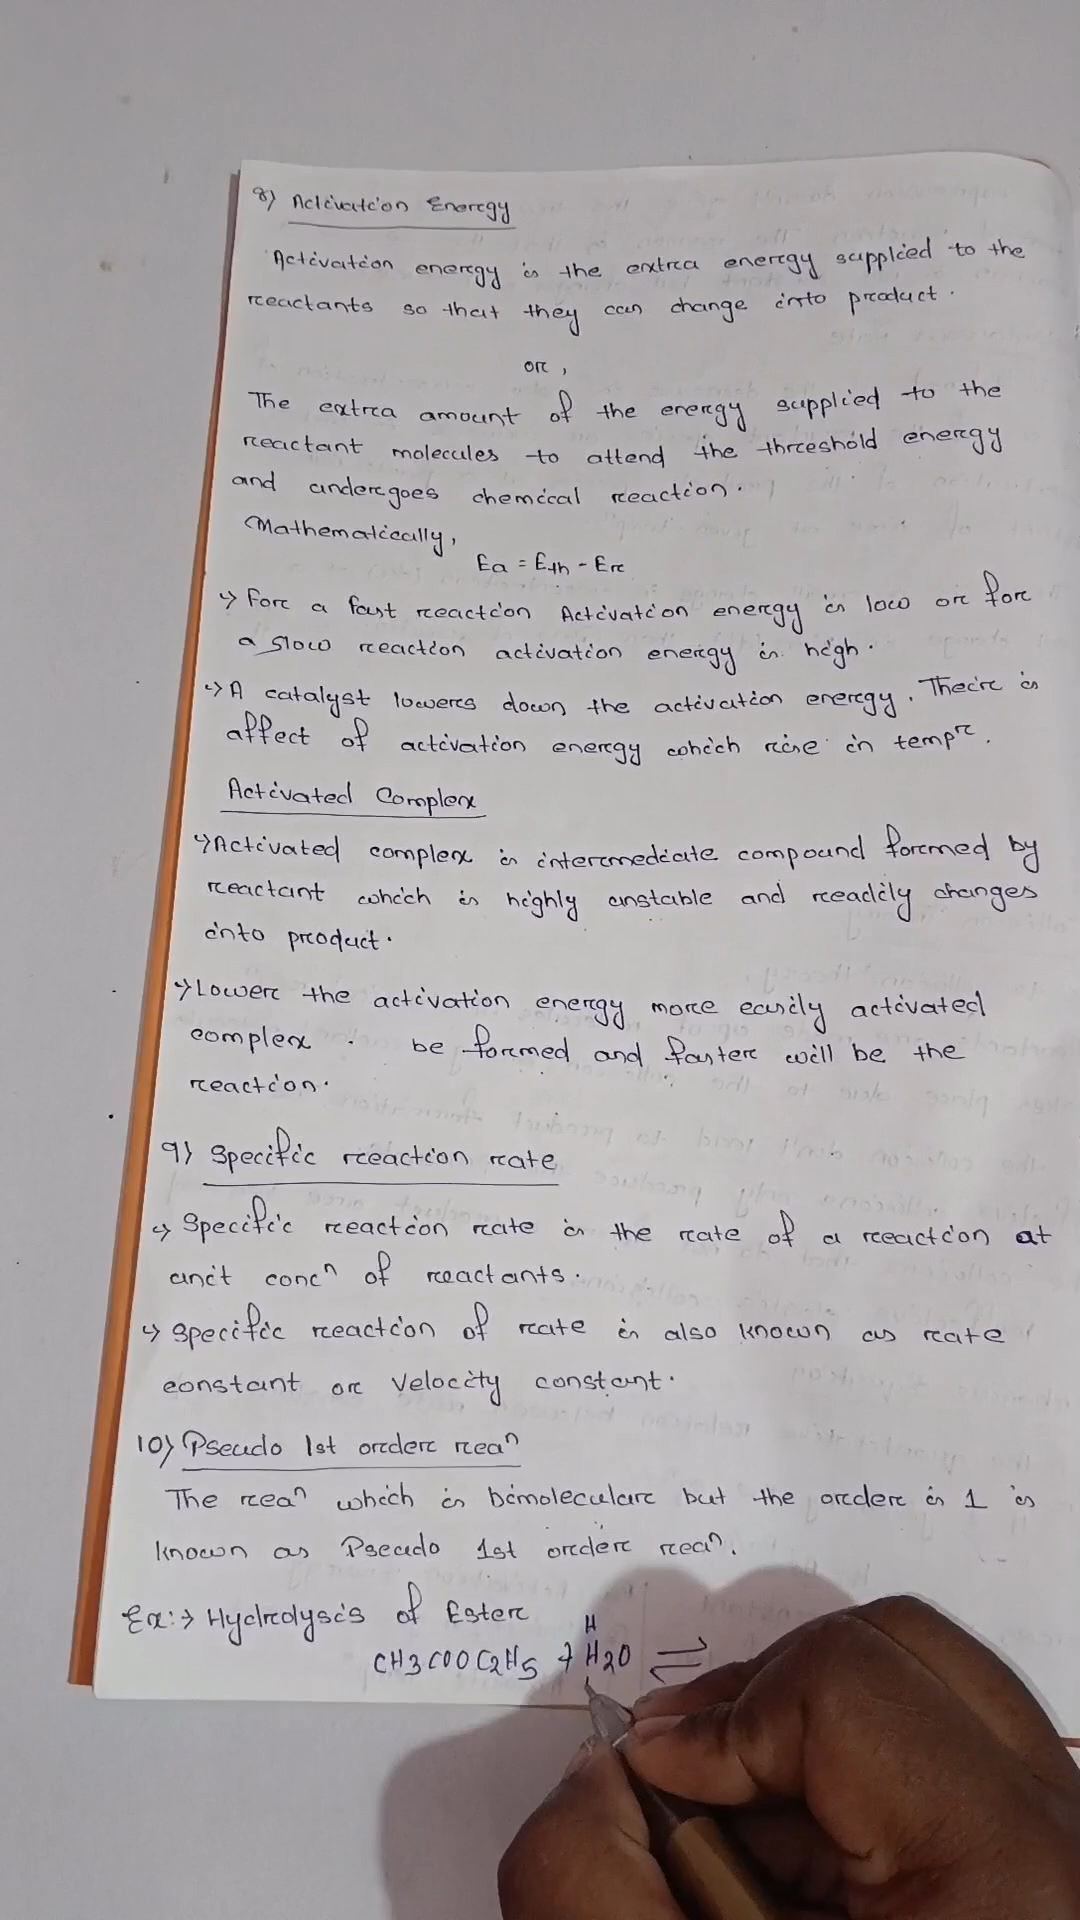 8) Activation Energy
Activation energy is the extra energy supplied to the
reactants so that they can change into product.
or,
The extra amount of the energy supplied to the
reactant molecules to attend the threshold energy
and undergoes chemical reaction.
Mathematically,
Ea = Eth - Er
↳ For a fast reaction Activation energy is low or for
a slow reaction activation energy is high.
↳ A catalyst lowers down the activation energy. Their is
affect of activation energy which rise in tempr.
Activated Complex
↳ Activated complex is intermediate compound formed by
reactant which is highly unstable and readily changes
into product.
↳ Lower the activation energy more easily activated
complex . be formed and faster will be the
reaction.
9) Specific reaction rate
↳ Specific reaction rate is the rate of a reaction at
unit concn of reactants.
↳ Specific reaction of rate is also known as rate
constant or Velocity constant.
10) Pseudo 1st order rean
The rean which is bimolecular but the order is 1 is
known as Pseudo 1st order rean.
Ex:→ Hydrolysis of Ester
H
CH3COOC2H5 + H2O ⇌